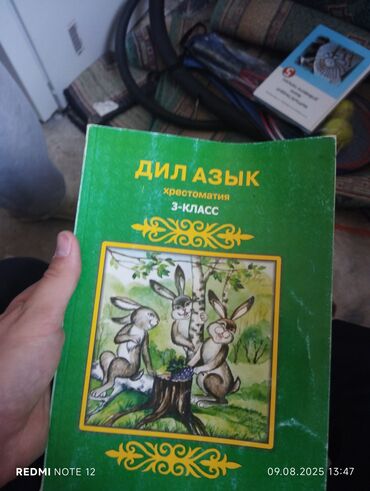 ДИЛ АЗЫК
хрестоматия
3-КЛАСС
REDMI NOTE 12
09.08.2025 13:47